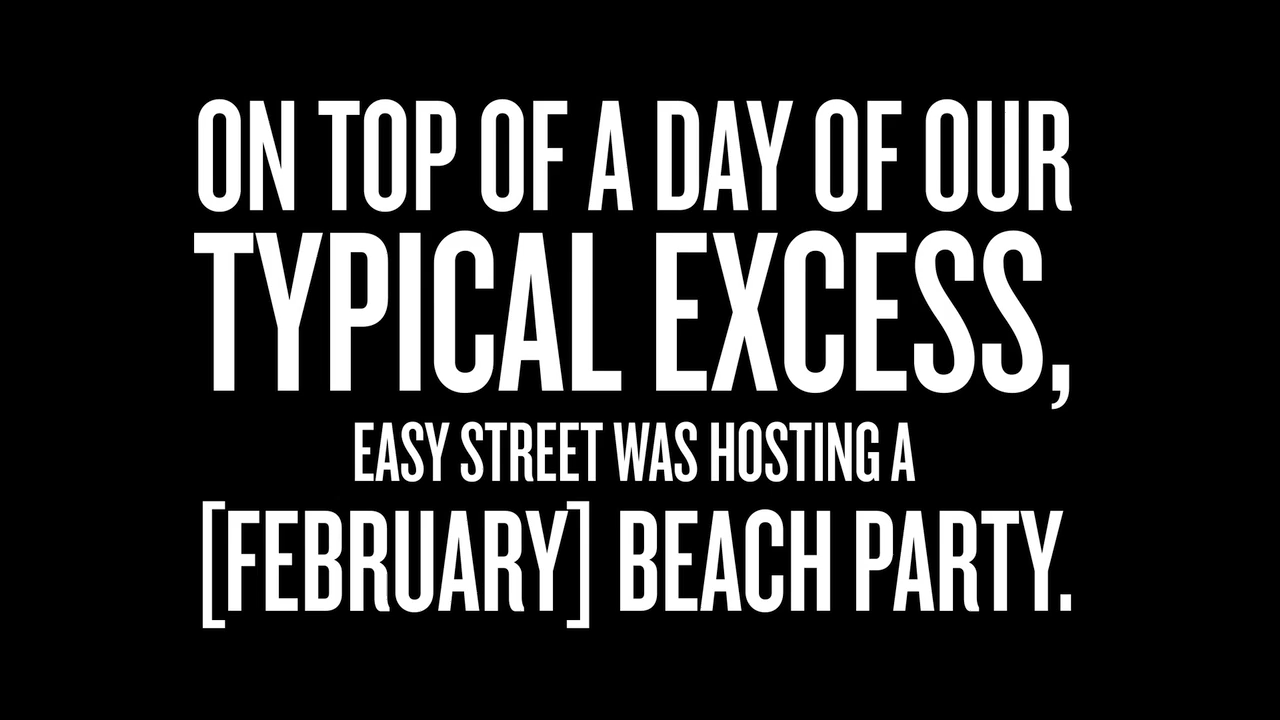 ON TOP OF A DAY OF OUR
TYPICAL EXCESS,
EASY STREET WAS HOSTING A
[FEBRUARY] BEACH PARTY.